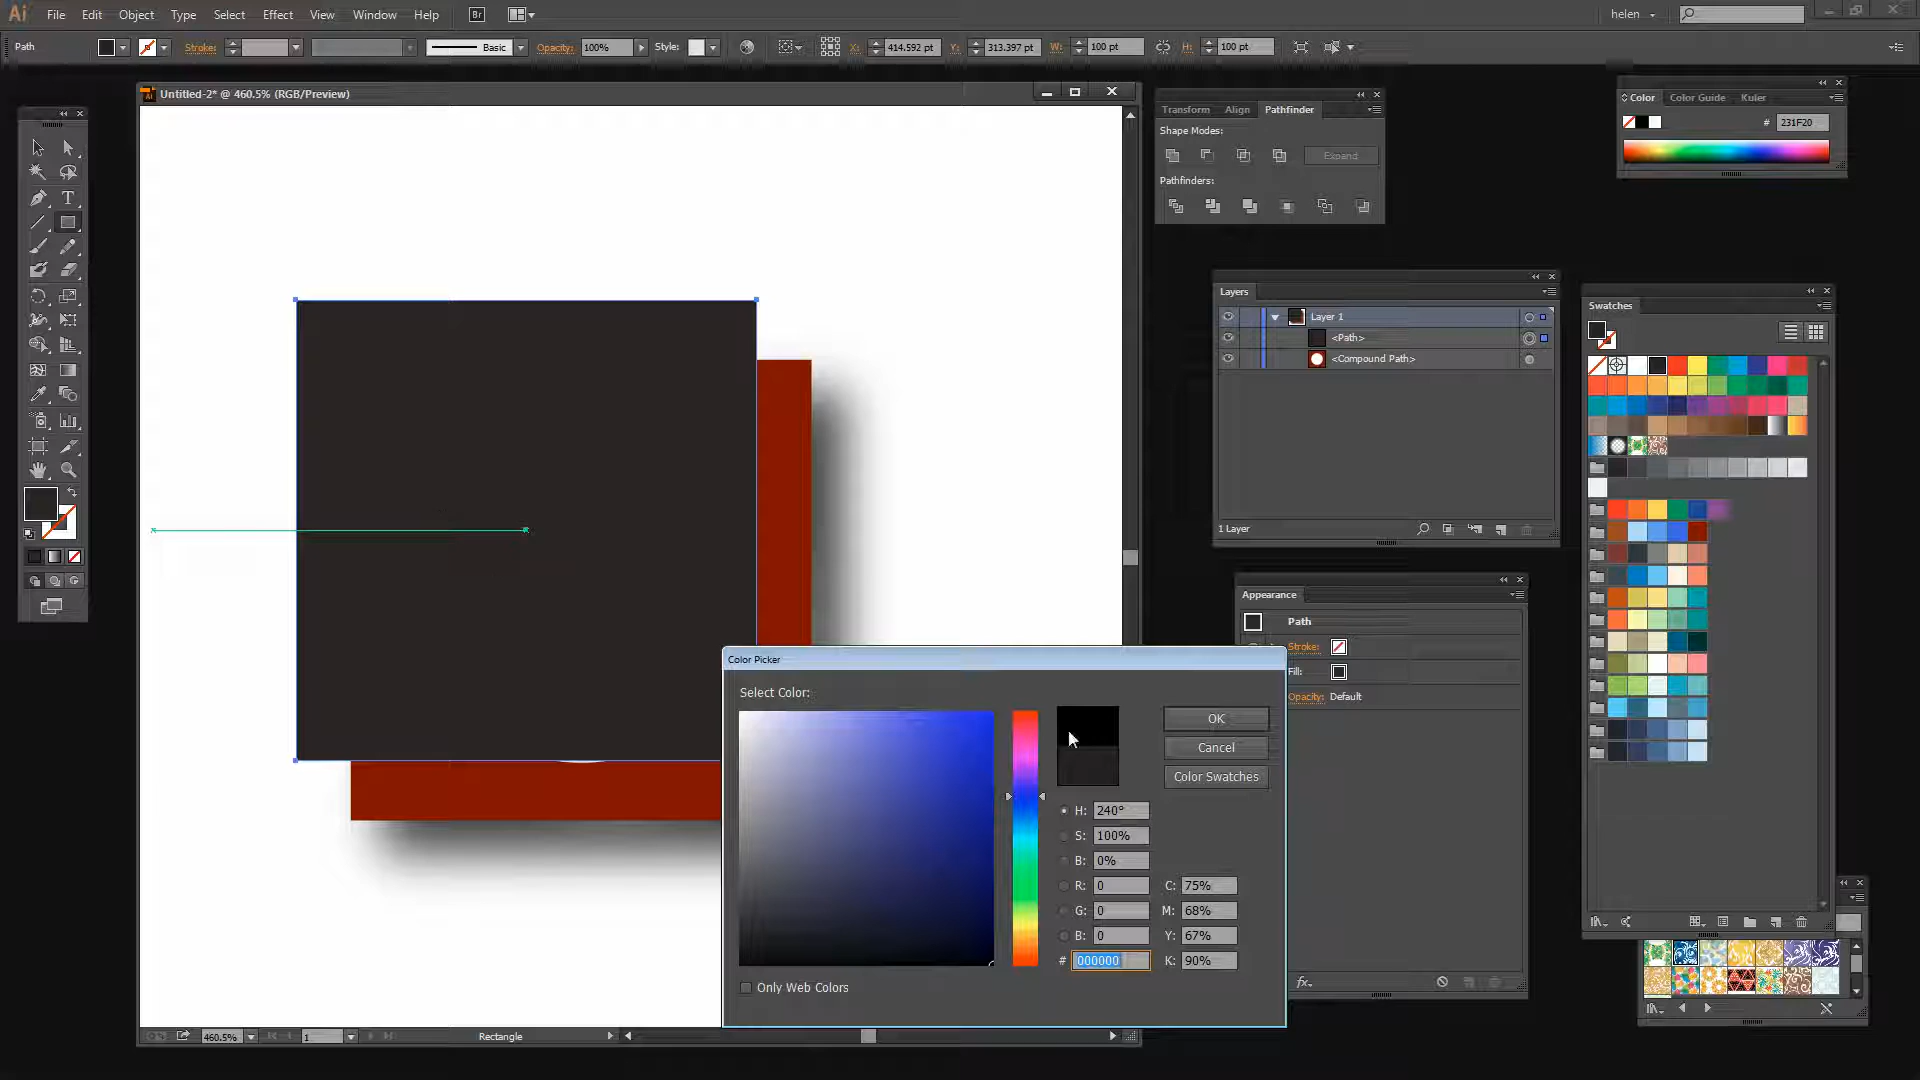 Ai File Edit Object Type Select Effect View Window Help Br helen
Path Stroke: Basic Opacity: 100% Style: X: 414.592 pt Y: 313.397 pt W: 100 pt H: 100 pt
Untitled-2* @ 460.5% (RGB/Preview)
Transform Align Pathfinder
Shape Modes:
Expand
Pathfinders:
Color Color Guide Kuler
# 231F20
Layers
Layer 1
<Path>
<Compound Path>
1 Layer
Swatches
Appearance
Path
Stroke:
Fill:
Opacity: Default
fx
Color Picker
Select Color:
OK
Cancel
Color Swatches
H: 240°
S: 100%
B: 0%
R: 0 C: 75%
G: 0 M: 68%
B: 0 Y: 67%
# 000000 K: 90%
Only Web Colors
460.5% 1 Rectangle